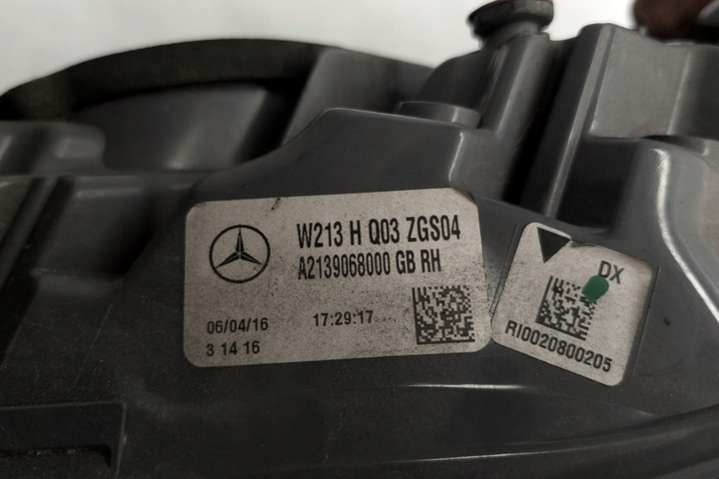 W213 H Q03 ZGS04
A2139068000 GB RH
06/04/16 17:29:17
3 14 16
DX
RI0020800205